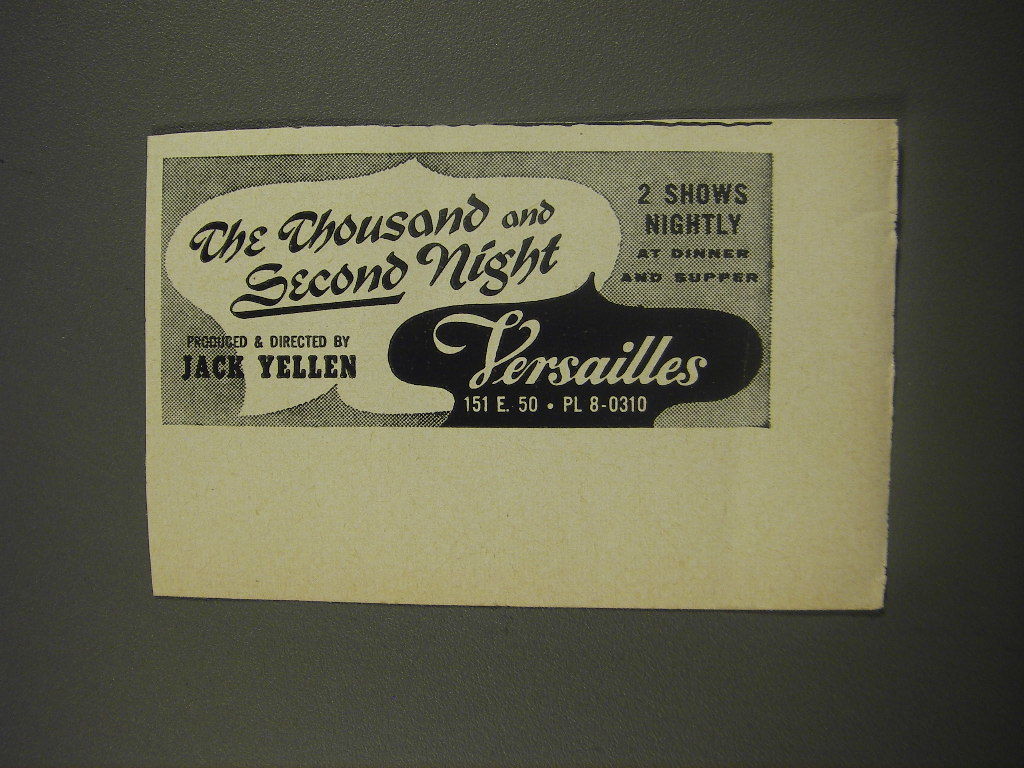 The Thousand and
Second Night
PRODUCED & DIRECTED BY
JACK YELLEN
2 SHOWS
NIGHTLY
AT DINNER
AND SUPPER
Versailles
151 E. 50 • PL 8-0310